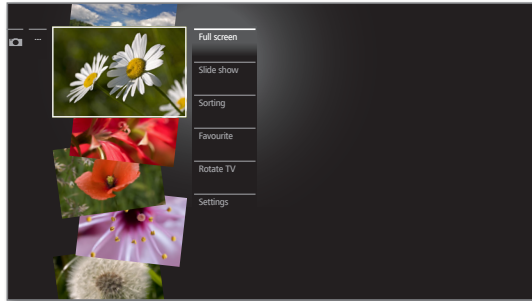 ...
Full screen
Slide show
Sorting
Favourite
Rotate TV
Settings